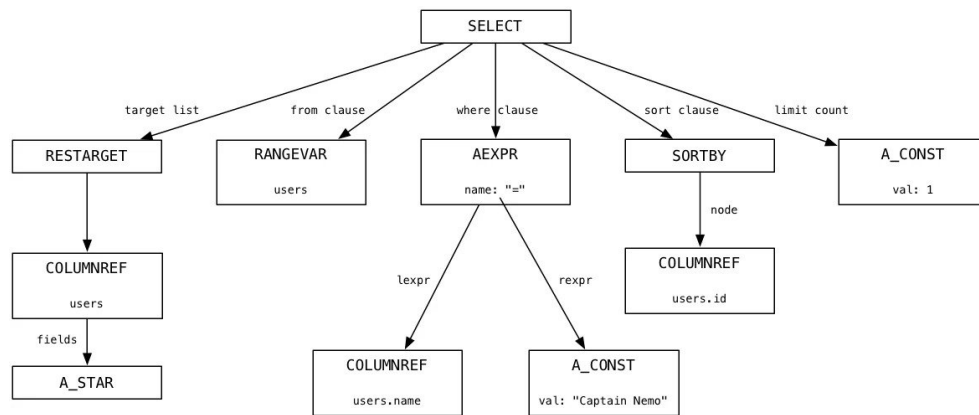 SELECT
target list
from clause
where clause
sort clause
limit count
RESTARGET
RANGEVAR
users
AEXPR
name: "="
SORTBY
A_CONST
val: 1
node
COLUMNREF
users
lexpr
rexpr
COLUMNREF
users.id
fields
A_STAR
COLUMNREF
users.name
A_CONST
val: "Captain Nemo"